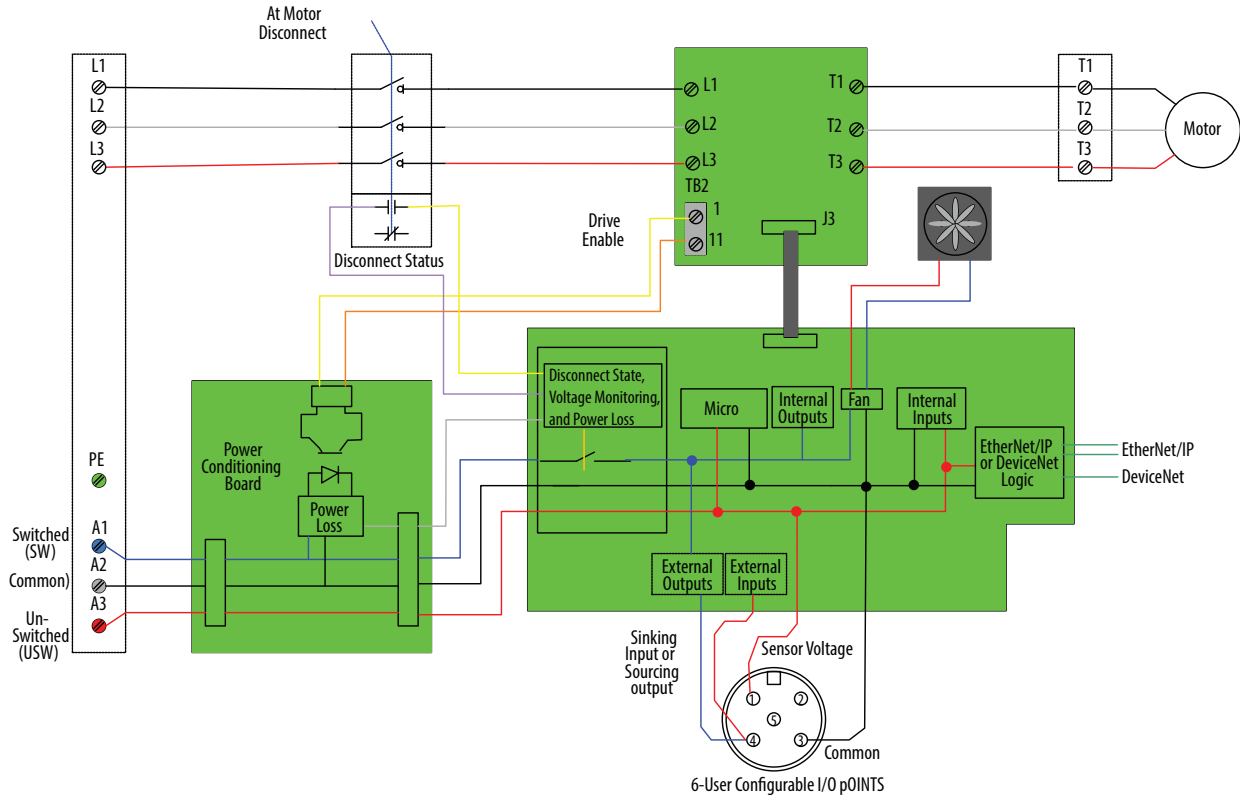 At Motor
Disconnect
L1
L2
L3
L1
L2
L3
TB2
1
11
Drive
Enable
T1
T2
T3
J3
T1
T2
T3
Motor
Disconnect Status
Power
Conditioning
Board
Power
Loss
Disconnect State,
Voltage Monitoring,
and Power Loss
Micro
Internal
Outputs
Fan
Internal
Inputs
EtherNet/IP
or DeviceNet
Logic
EtherNet/IP
EtherNet/IP
DeviceNet
PE
Switched
(SW)
A1
Common)
A2
Un-
Switched
(USW)
A3
External
Outputs
External
Inputs
Sinking
Input or
Sourcing
output
Sensor Voltage
1
2
5
4
3
Common
6-User Configurable I/O pOINTS